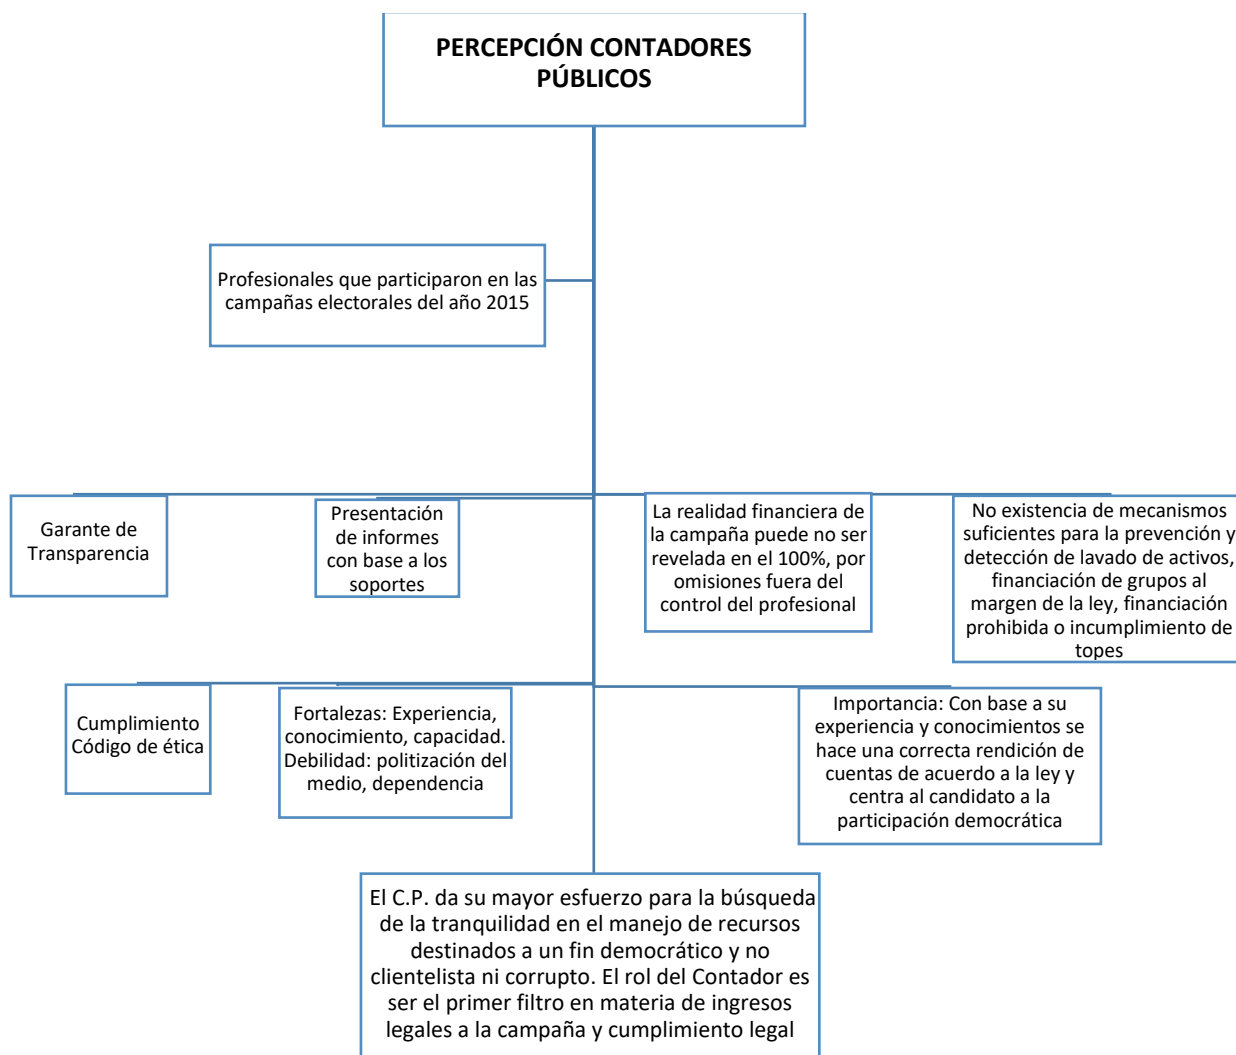 PERCEPCIÓN CONTADORES
PÚBLICOS
Profesionales que participaron en las
campañas electorales del año 2015
Garante de
Transparencia
Presentación
de informes
con base a los
soportes
La realidad financiera de
la campaña puede no ser
revelada en el 100%, por
omisiones fuera del
control del profesional
No existencia de mecanismos
suficientes para la prevención y
detección de lavado de activos,
financiación de grupos al
margen de la ley, financiación
prohibida o incumplimiento de
topes
Cumplimiento
Código de ética
Fortalezas: Experiencia,
conocimiento, capacidad.
Debilidad: politización del
medio, dependencia
Importancia: Con base a su
experiencia y conocimientos se
hace una correcta rendición de
cuentas de acuerdo a la ley y
centra al candidato a la
participación democrática
El C.P. da su mayor esfuerzo para la búsqueda
de la tranquilidad en el manejo de recursos
destinados a un fin democrático y no
clientelista ni corrupto. El rol del Contador es
ser el primer filtro en materia de ingresos
legales a la campaña y cumplimiento legal